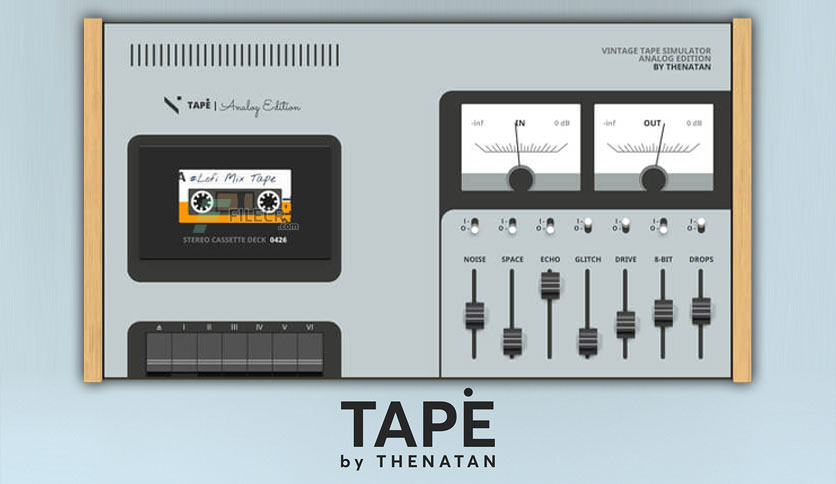 VINTAGE TAPE SIMULATOR
ANALOG EDITION
BY THENATAN
TAPĖ | Analog Edition
-inf IN 0 dB
-inf OUT 0 dB
A #Lofi Mix Tape
FILECR
.com
STEREO CASSETTE DECK 0426
I I I I I I I
O O O O O O O
NOISE SPACE ECHO GLITCH DRIVE 8-BIT DROPS
I II III IV V VI
TAPĖ
by THENATAN